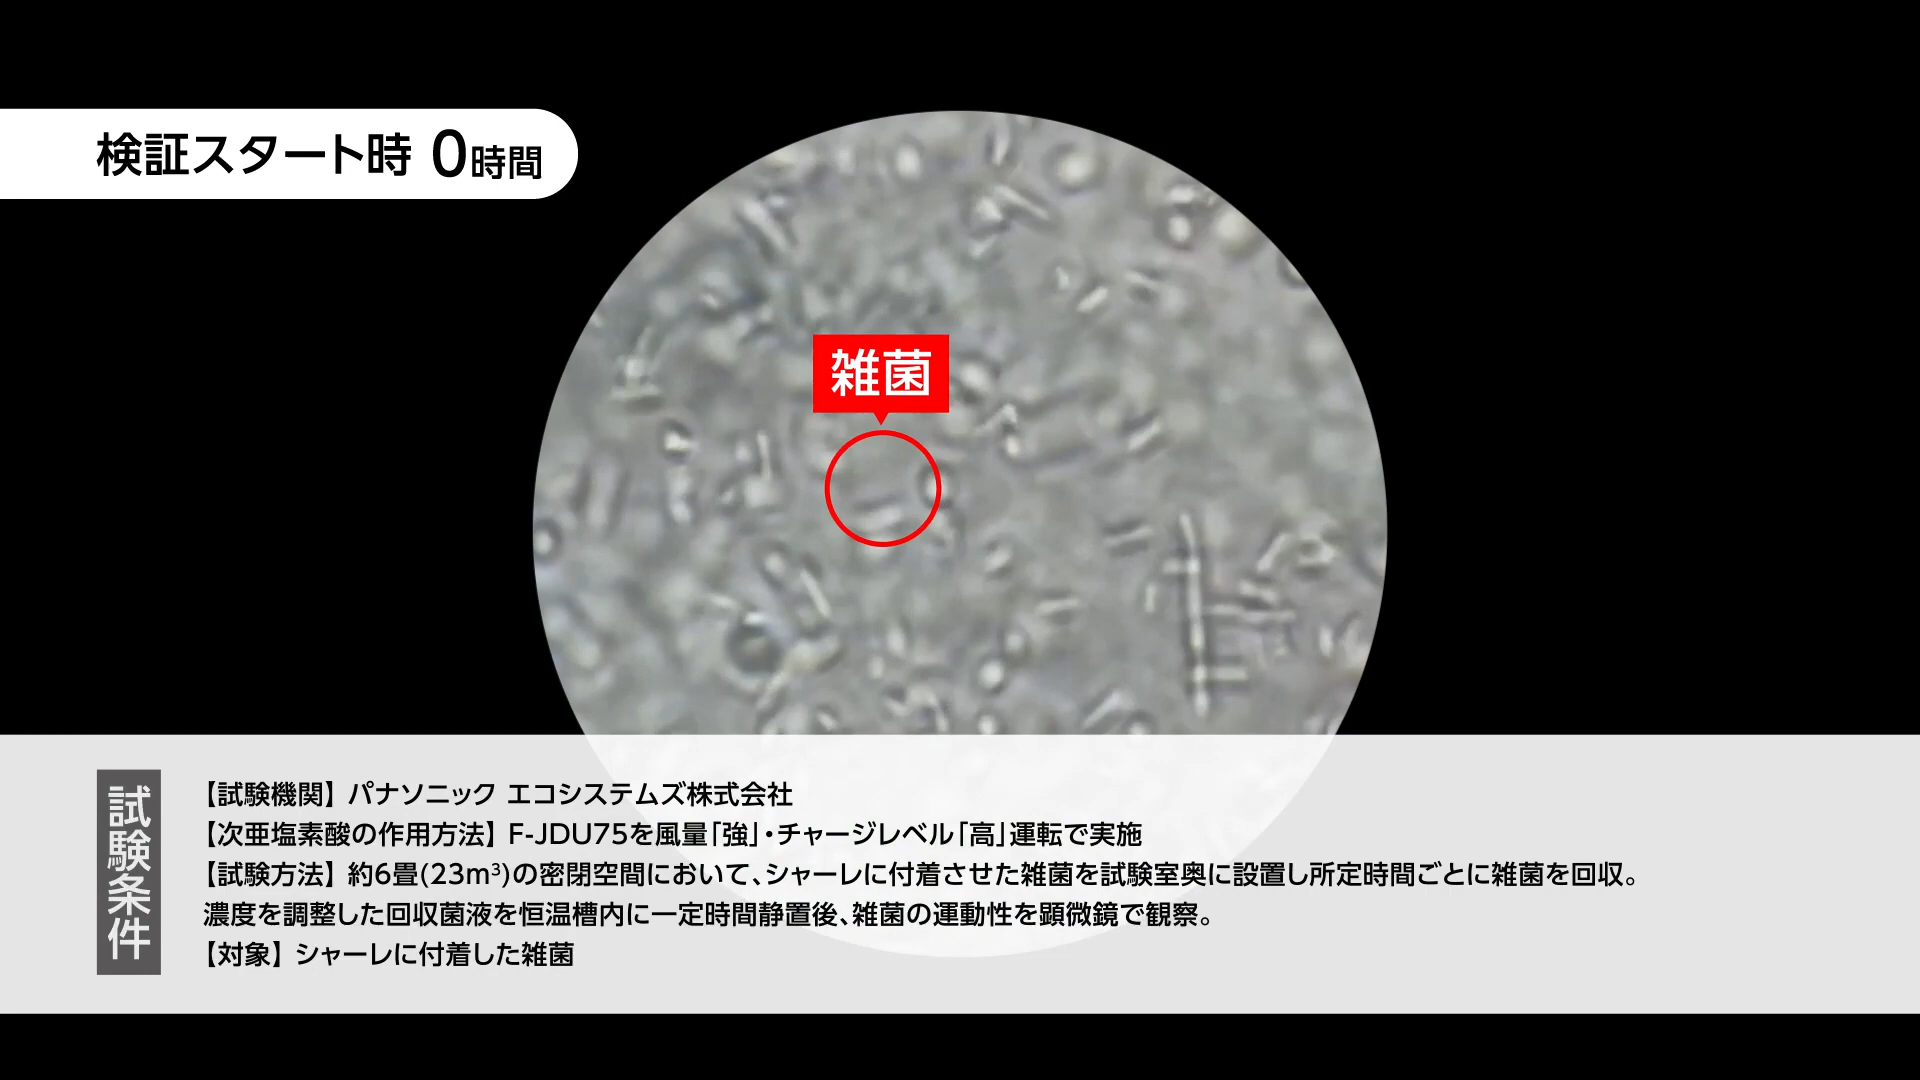 検証スタート時 0時間
雑菌
試験条件
【試験機関】パナソニック エコシステムズ株式会社
【次亜塩素酸の作用方法】F-JDU75を風量「強」・チャージレベル「高」運転で実施
【試験方法】約6畳(23m³)の密閉空間において、シャーレに付着させた雑菌を試験室奥に設置し所定時間ごとに雑菌を回収。
濃度を調整した回収菌液を恒温槽内に一定時間静置後、雑菌の運動性を顕微鏡で観察。
【対象】シャーレに付着した雑菌